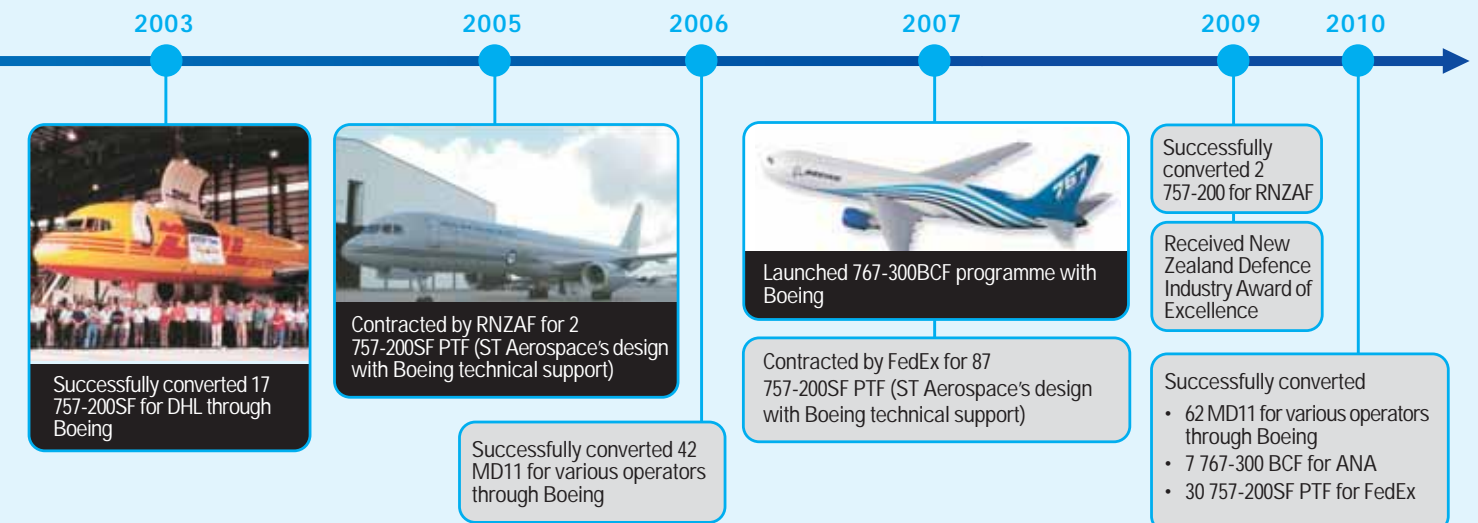 2003
2005
2006
2007
2009
2010
DHL
Successfully converted 17
757-200SF for DHL through
Boeing
Contracted by RNZAF for 2
757-200SF PTF (ST Aerospace's design
with Boeing technical support)
Successfully converted 42
MD11 for various operators
through Boeing
BOEING
767
Launched 767-300BCF programme with
Boeing
Contracted by FedEx for 87
757-200SF PTF (ST Aerospace's design
with Boeing technical support)
Successfully
converted 2
757-200 for RNZAF
Received New
Zealand Defence
Industry Award of
Excellence
Successfully converted
• 62 MD11 for various operators
through Boeing
• 7 767-300 BCF for ANA
• 30 757-200SF PTF for FedEx